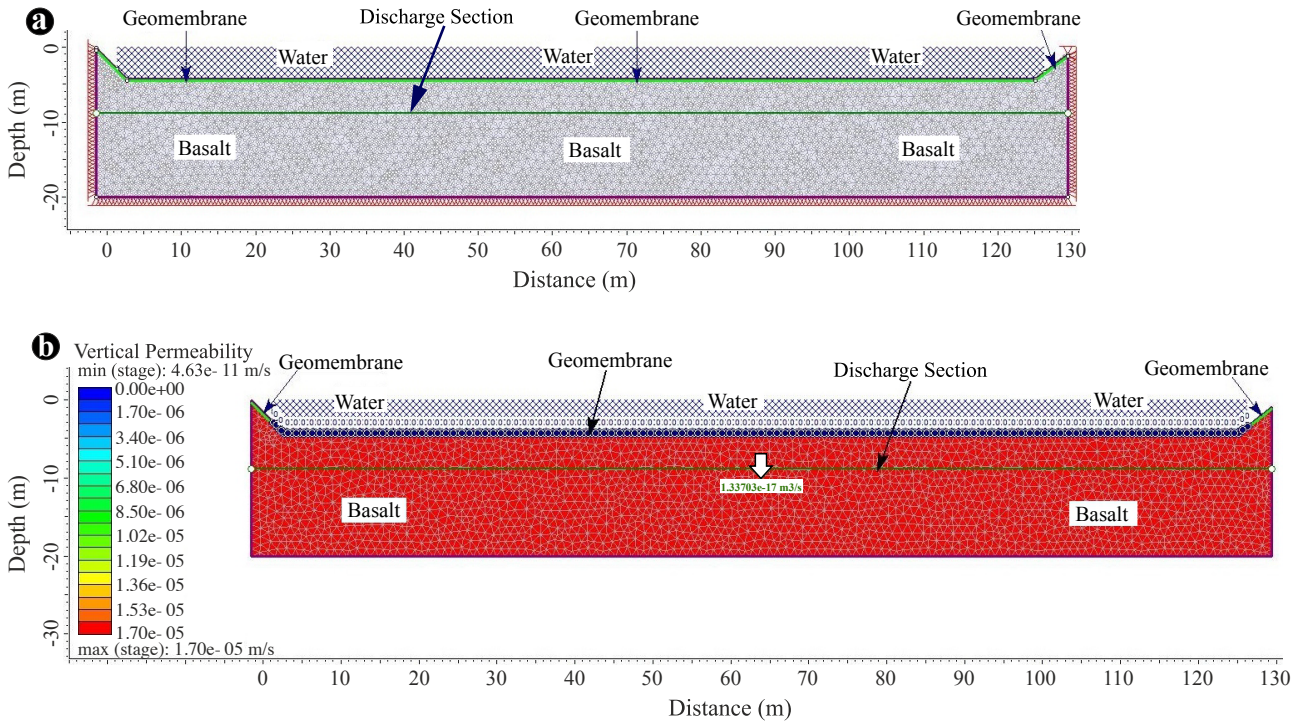 a
Geomembrane
Discharge Section
Geomembrane
Geomembrane
Water
Water
Water
Basalt
Basalt
Basalt
Depth (m)
0
-10
-20
0 10 20 30 40 50 60 70 80 90 100 110 120 130
Distance (m)
b
Vertical Permeability
min (stage): 4.63e- 11 m/s
0.00e+00
1.70e- 06
3.40e- 06
5.10e- 06
6.80e- 06
8.50e- 06
1.02e- 05
1.19e- 05
1.36e- 05
1.53e- 05
1.70e- 05
max (stage): 1.70e- 05 m/s
Geomembrane
Geomembrane
Discharge Section
Geomembrane
Water
Water
Water
1.33703e-17 m3/s
Basalt
Basalt
Depth (m)
0
-10
-20
-30
0 10 20 30 40 50 60 70 80 90 100 110 120 130
Distance (m)